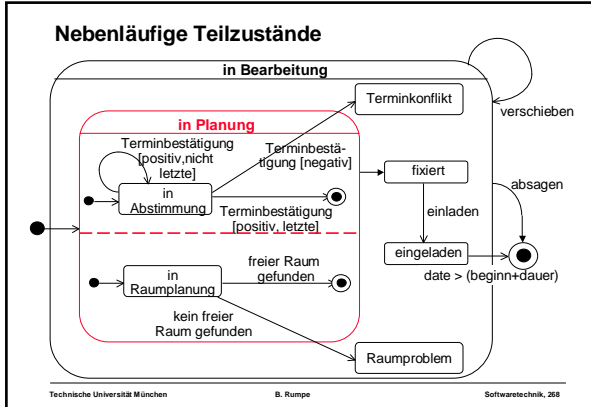 Nebenläufige Teilzustände
in Bearbeitung
Terminkonflikt
verschieben
in Planung
Terminbestätigung
[positiv,nicht
letzte]
Terminbestä-
tigung [negativ]
in
Abstimmung
Terminbestätigung
[positiv, letzte]
fixiert
absagen
einladen
eingeladen
date > (beginn+dauer)
in
Raumplanung
freier Raum
gefunden
kein freier
Raum gefunden
Raumproblem
Technische Universität München B. Rumpe Softwaretechnik, 268